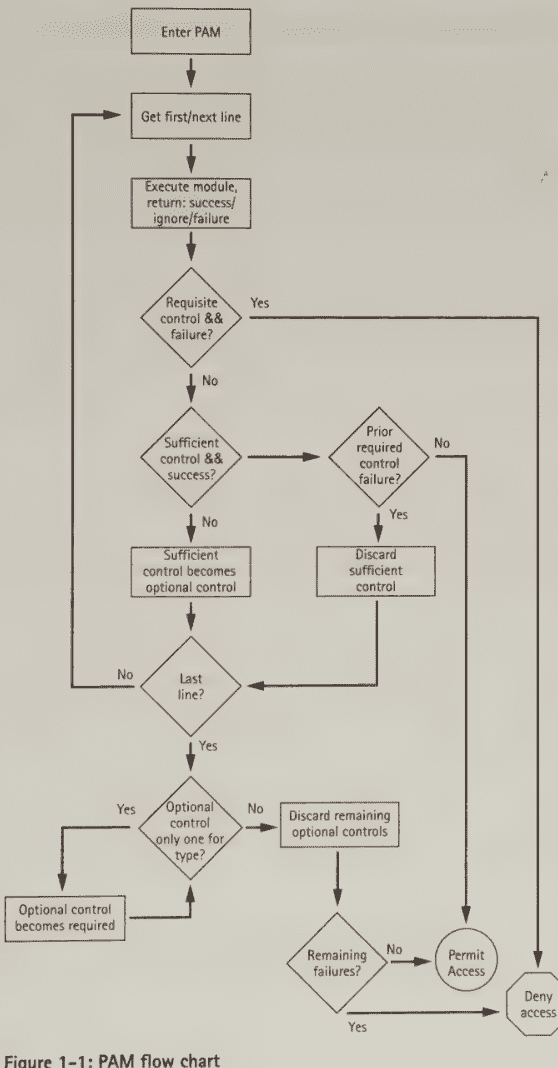 Enter PAM
Get first/next line
Execute module,
return: success/
ignore/failure
Requisite
control &&
failure?
Yes
No
Sufficient
control &&
success?
Prior
required
control
failure?
No
No
Yes
Sufficient
control becomes
optional control
Discard
sufficient
control
No
Last
line?
Yes
Yes
Optional
control
only one for
type?
No
Discard remaining
optional controls
Optional control
becomes required
Remaining
failures?
No
Permit
Access
Yes
Deny
access
Figure 1-1: PAM flow chart